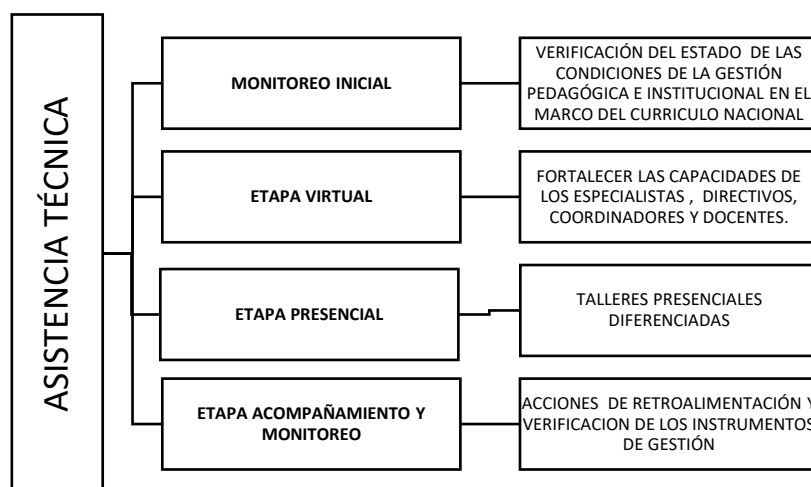 ASISTENCIA TÉCNICA
MONITOREO INICIAL
VERIFICACIÓN DEL ESTADO DE LAS
CONDICIONES DE LA GESTIÓN
PEDAGÓGICA E INSTITUCIONAL EN EL
MARCO DEL CURRICULO NACIONAL
ETAPA VIRTUAL
FORTALECER LAS CAPACIDADES DE
LOS ESPECIALISTAS , DIRECTIVOS,
COORDINADORES Y DOCENTES.
ETAPA PRESENCIAL
TALLERES PRESENCIALES
DIFERENCIADAS
ETAPA ACOMPAÑAMIENTO Y
MONITOREO
ACCIONES DE RETROALIMENTACIÓN Y
VERIFICACION DE LOS INSTRUMENTOS
DE GESTIÓN